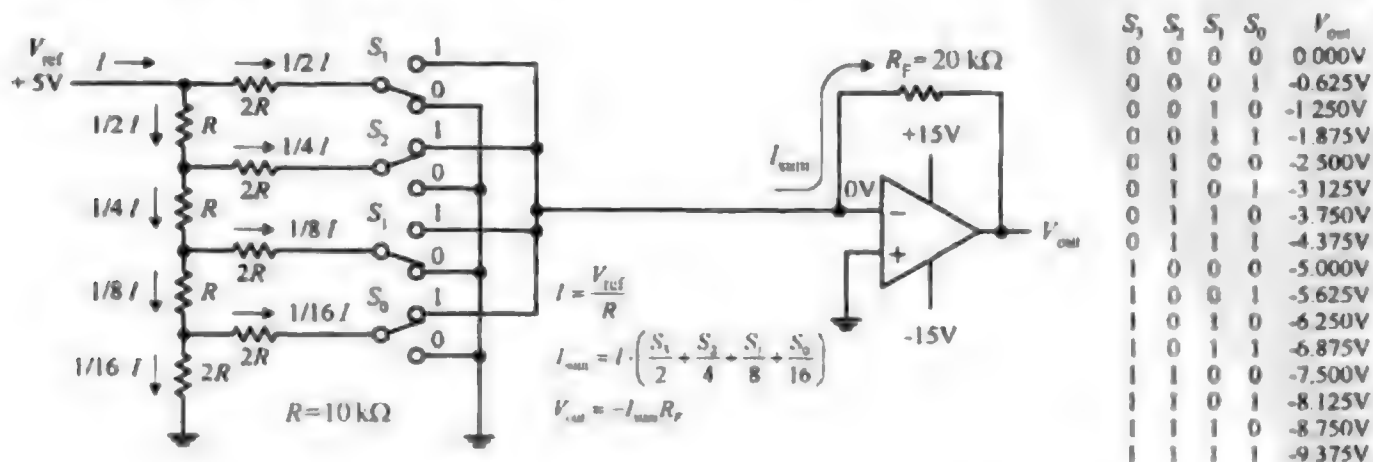 V_ref
+5V
I
1/2 I
2R
S_1
1
0
1/2 I
R
1/4 I
2R
S_2
1
0
1/4 I
R
1/8 I
2R
S_1
1
0
1/8 I
R
1/16 I
2R
S_0
1
0
1/16 I
2R
R=10 kΩ
I = V_ref / R
I_sum = I · (S_3/2 + S_2/4 + S_1/8 + S_0/16)
V_out = -I_sum R_F
I_sum
R_F = 20 kΩ
+15V
0V
−
+
-15V
V_out
S_3 S_2 S_1 S_0 V_out
0 0 0 0 0.000V
0 0 0 1 -0.625V
0 0 1 0 -1.250V
0 0 1 1 -1.875V
0 1 0 0 -2.500V
0 1 0 1 -3.125V
0 1 1 0 -3.750V
0 1 1 1 -4.375V
1 0 0 0 -5.000V
1 0 0 1 -5.625V
1 0 1 0 -6.250V
1 0 1 1 -6.875V
1 1 0 0 -7.500V
1 1 0 1 -8.125V
1 1 1 0 -8.750V
1 1 1 1 -9.375V